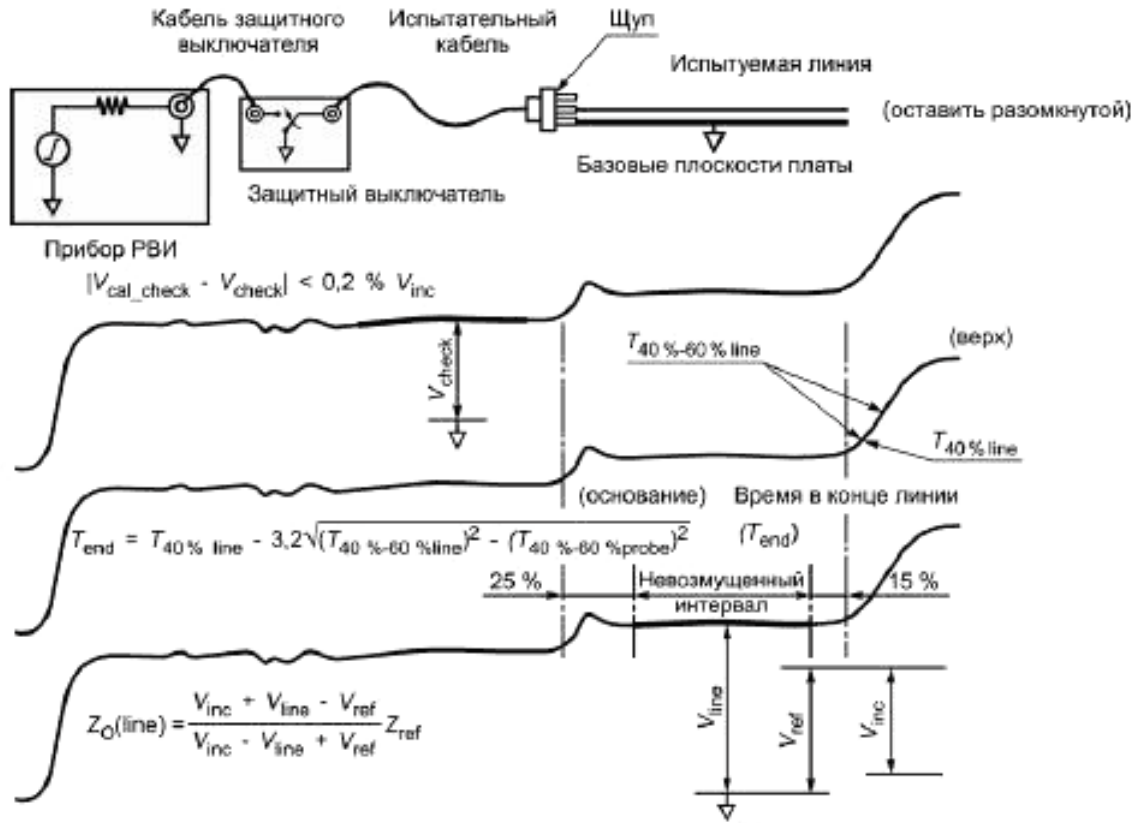 Кабель защитного
выключателя
Испытательный
кабель
Щуп
Испытуемая линия
(оставить разомкнутой)
Базовые плоскости платы
Защитный выключатель
Прибор РВИ
|V_cal_check - V_check| < 0,2 % V_inc
V_check
T_40 %-60 % line
(верх)
T_40 % line
(основание)
Время в конце линии
T_end = T_40 % line - 3,2√(T_40 %-60 %line)² - (T_40 %-60 %probe)²
(T_end)
25 %
Невозмущенный
интервал
15 %
Z_O(line) = (V_inc + V_line - V_ref)/(V_inc - V_line + V_ref) Z_ref
V_line
V_ref
V_inc